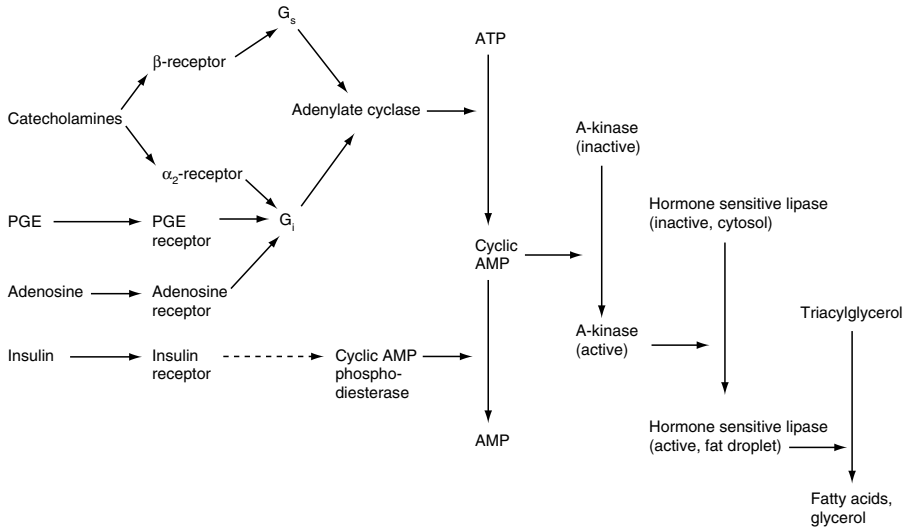 Gₛ
ATP
β-receptor
Adenylate cyclase
Catecholamines
A-kinase
(inactive)
α₂-receptor
Hormone sensitive lipase
(inactive, cytosol)
PGE
PGE
receptor
Gᵢ
Cyclic
AMP
Adenosine
Adenosine
receptor
Triacylglycerol
A-kinase
(active)
Insulin
Insulin
receptor
Cyclic AMP
phospho-
diesterase
AMP
Hormone sensitive lipase
(active, fat droplet)
Fatty acids,
glycerol